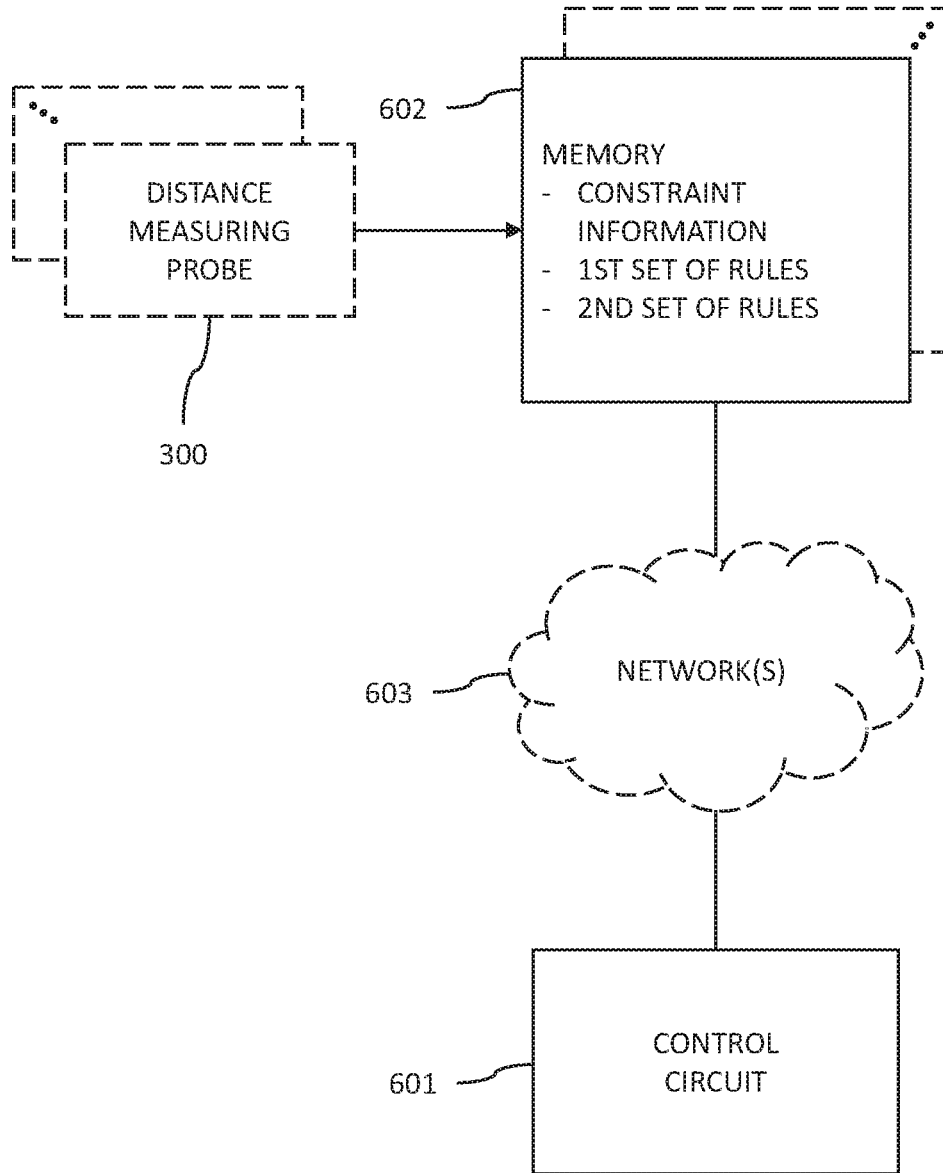 602
DISTANCE
MEASURING
PROBE
MEMORY
- CONSTRAINT
INFORMATION
- 1ST SET OF RULES
- 2ND SET OF RULES
300
NETWORK(S)
603
CONTROL
CIRCUIT
601